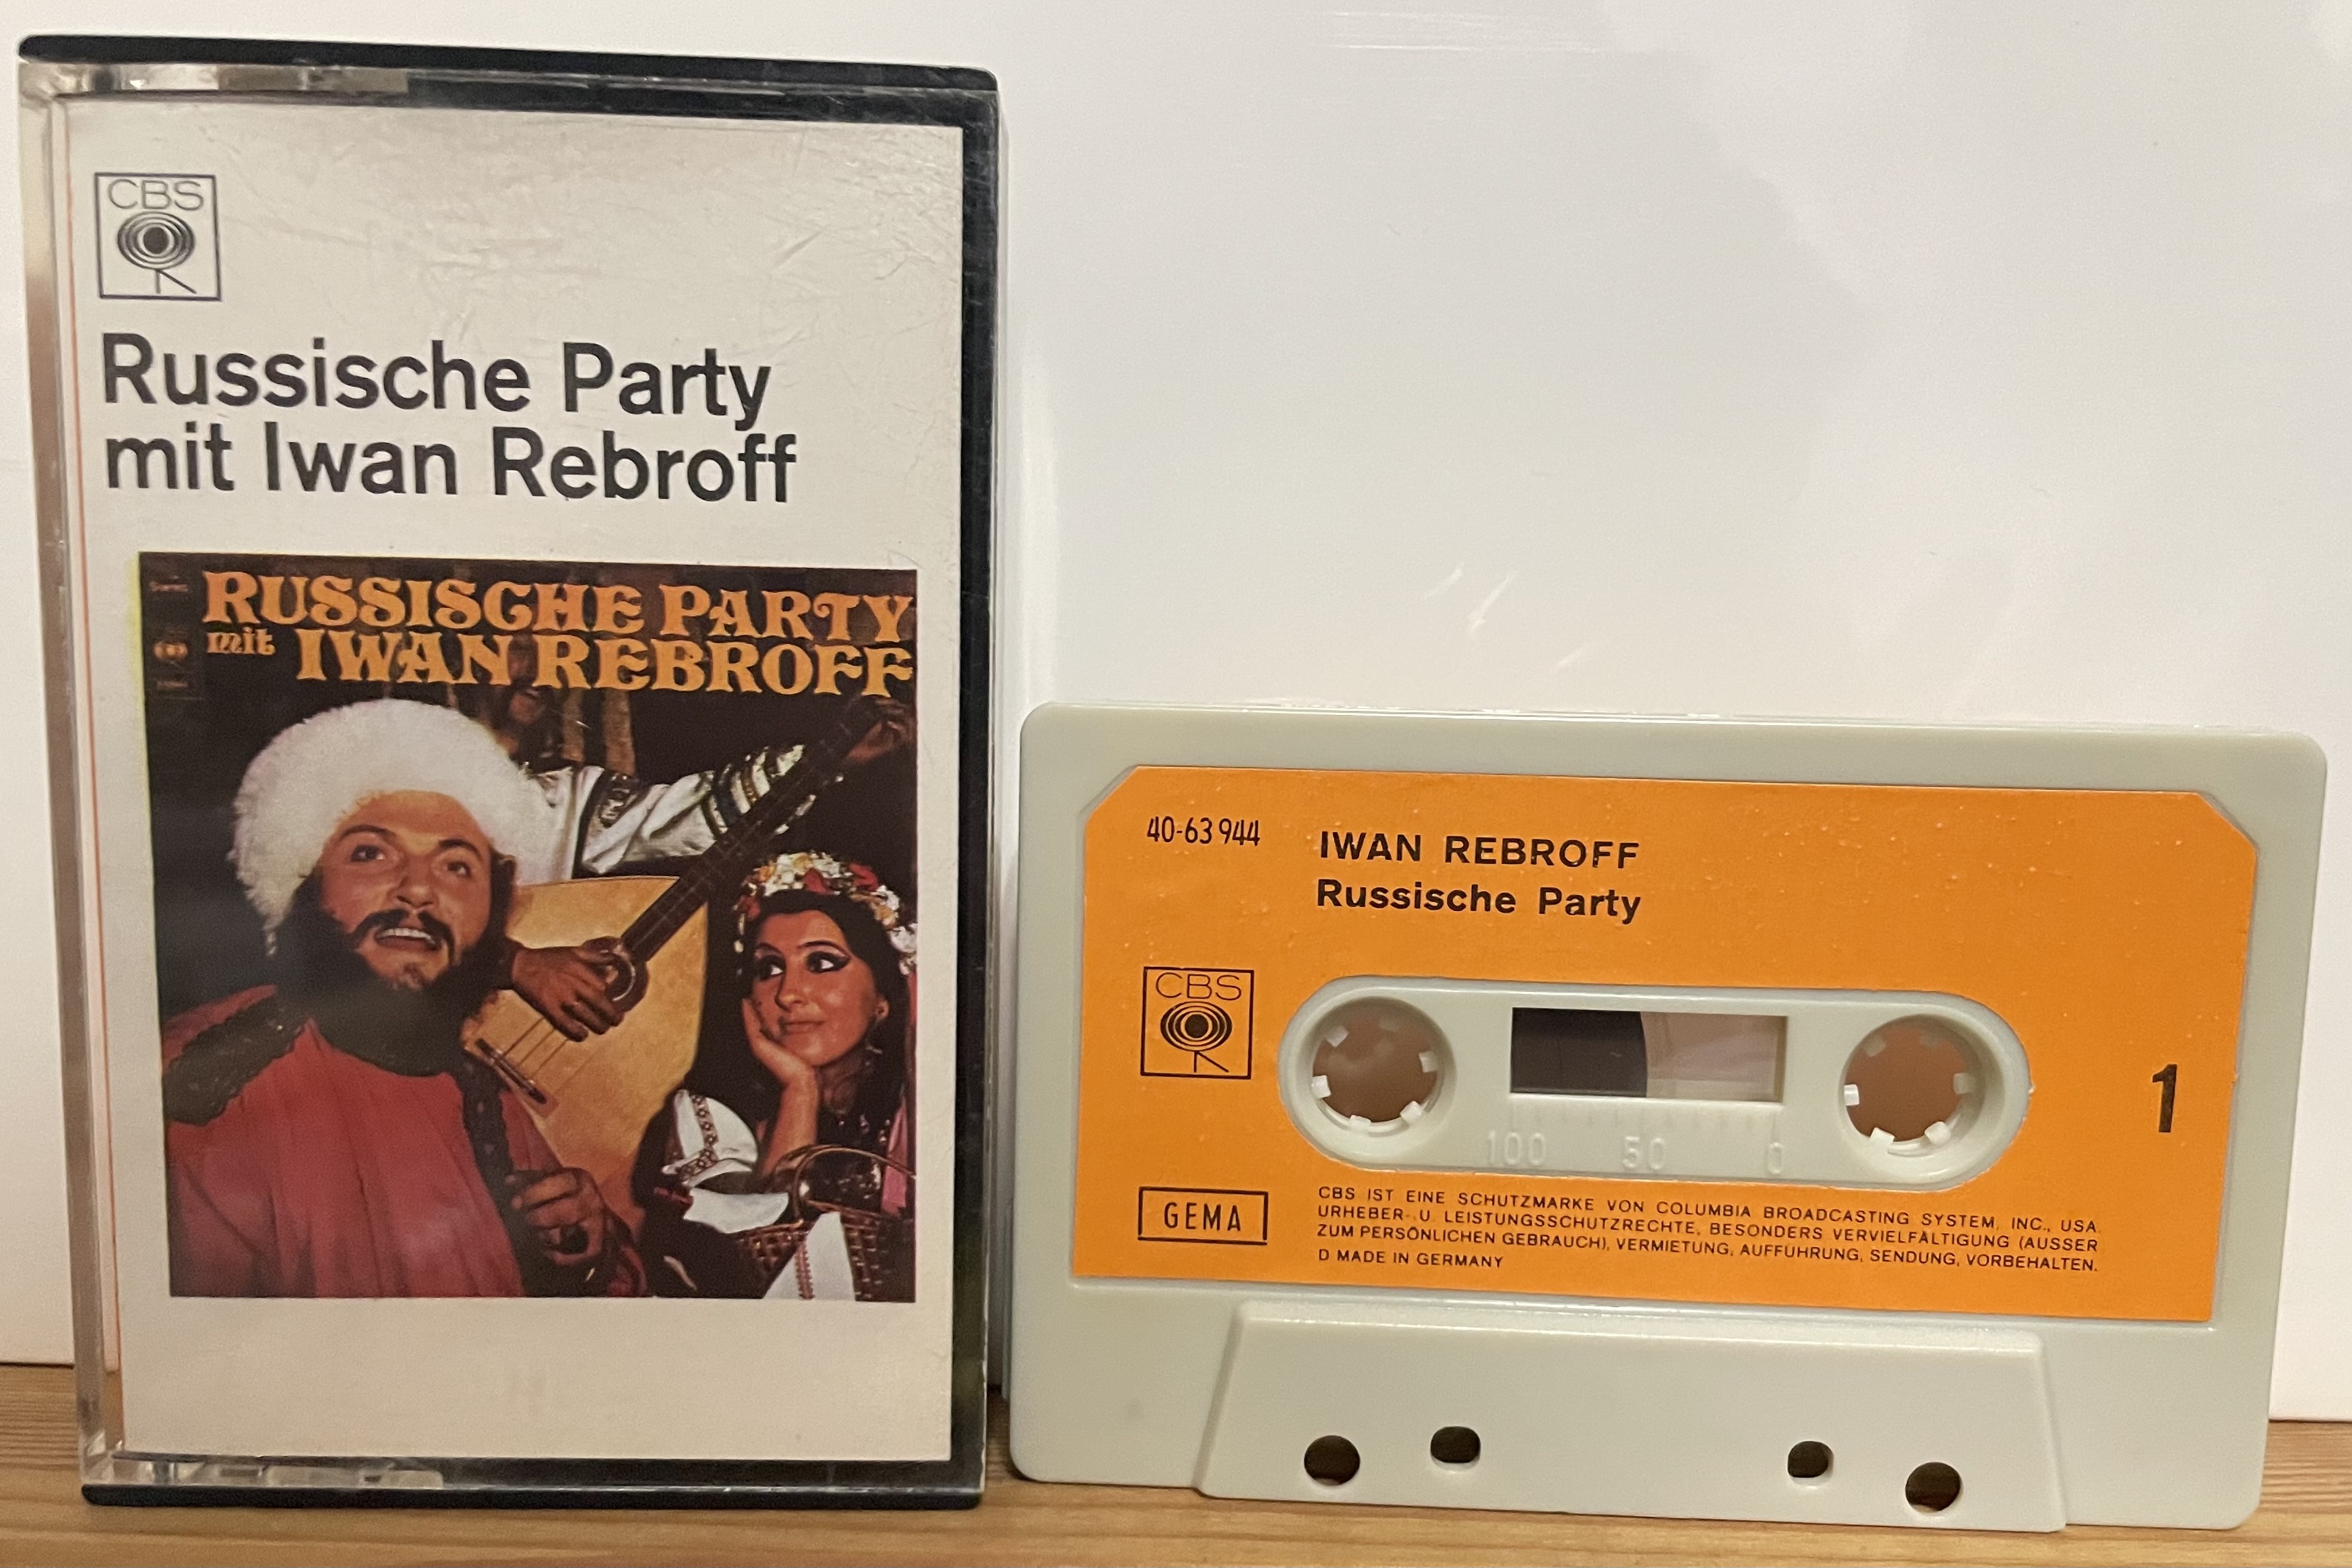 CBS
Russische Party
mit Iwan Rebroff
RUSSISCHE PARTY
mit IWAN REBROFF
40-63 944
IWAN REBROFF
Russische Party
CBS
1
100 50 0
GEMA
CBS IST EINE SCHUTZMARKE VON COLUMBIA BROADCASTING SYSTEM, INC., USA.
URHEBER- U. LEISTUNGSSCHUTZRECHTE, BESONDERS VERVIELFÄLTIGUNG (AUSSER
ZUM PERSÖNLICHEN GEBRAUCH), VERMIETUNG, AUFFÜHRUNG, SENDUNG, VORBEHALTEN.
D MADE IN GERMANY